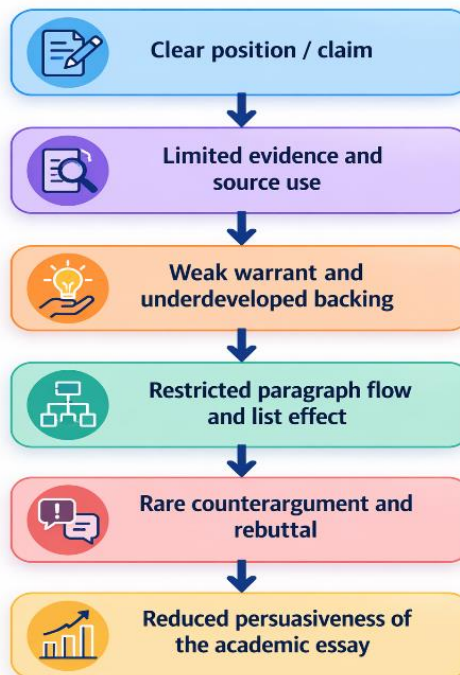 Clear position / claim
Limited evidence and
source use
Weak warrant and
underdeveloped backing
Restricted paragraph flow
and list effect
Rare counterargument and
rebuttal
Reduced persuasiveness of
the academic essay